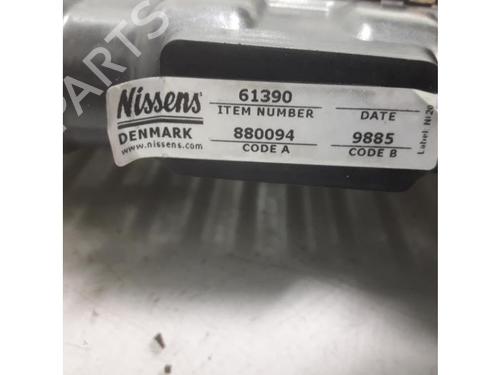 Nissens
DENMARK
www.nissens.com
61390
ITEM NUMBER
DATE
880094
9885
CODE A
CODE B
PARTS